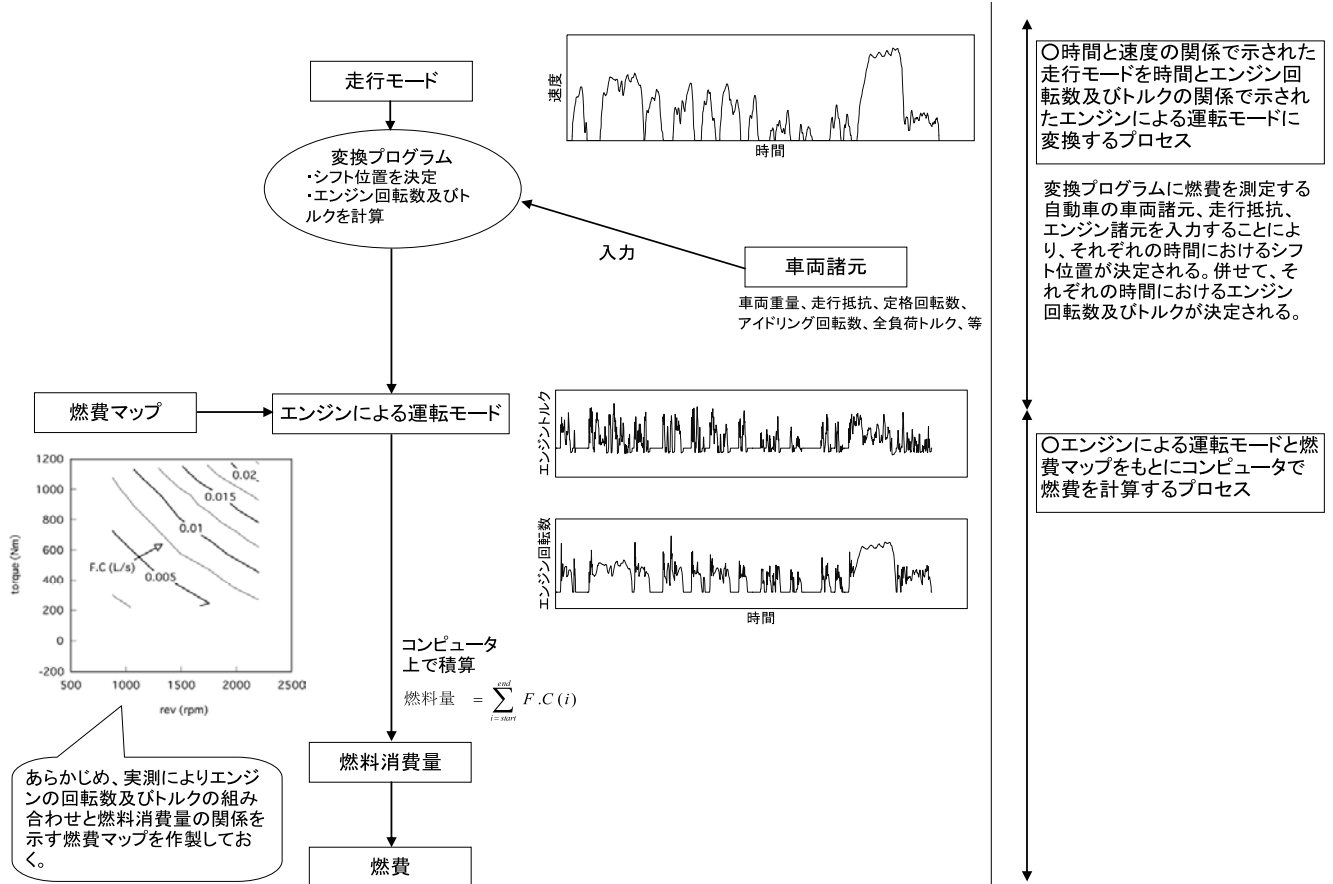 走行モード
変換プログラム
・シフト位置を決定
・エンジン回転数及びト
ルクを計算
速度
時間
入力
車両諸元
車両重量、走行抵抗、定格回転数、
アイドリング回転数、全負荷トルク、等
燃費マップ
エンジンによる運転モード
エンジントルク
エンジン回転数
時間
1200
1000
800
600
400
200
0
-200
500
1000
1500
2000
2500
torque (Nm)
rev (rpm)
0.02
0.015
0.01
F.C (L/s)
0.005
コンピュータ
上で積算
燃料量 = \sum_{i=start}^{end} F.C(i)
燃料消費量
燃費
あらかじめ、実測によりエンジ
ンの回転数及びトルクの組み
合わせと燃料消費量の関係を
示す燃費マップを作製してお
く。
〇時間と速度の関係で示された
走行モードを時間とエンジン回
転数及びトルクの関係で示され
たエンジンによる運転モードに
変換するプロセス
変換プログラムに燃費を測定する
自動車の車両諸元、走行抵抗、
エンジン諸元を入力することによ
り、それぞれの時間におけるシフ
ト位置が決定される。併せて、そ
れぞれの時間におけるエンジン
回転数及びトルクが決定される。
〇エンジンによる運転モードと燃
費マップをもとにコンピュータで
燃費を計算するプロセス